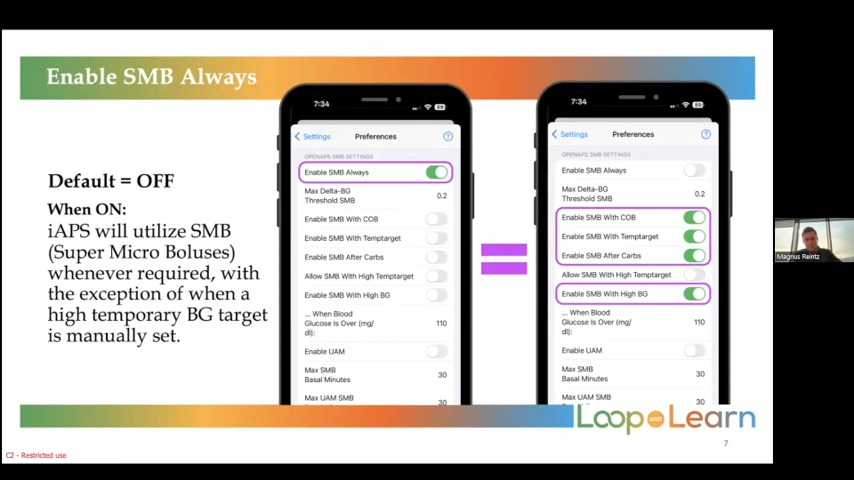 Enable SMB Always
Default = OFF
When ON:
iAPS will utilize SMB
(Super Micro Boluses)
whenever required, with
the exception of when a
high temporary BG target
is manually set.
7:34
89
Settings
Preferences
?
OPENAPS SMB SETTINGS
Enable SMB Always
Max Delta-BG
Threshold SMB
0.2
Enable SMB With COB
Enable SMB With Temptarget
Enable SMB After Carbs
Allow SMB With High Temptarget
Enable SMB With High BG
... When Blood
Glucose Is Over (mg/
dl):
110
Enable UAM
Max SMB
Basal Minutes
30
Max UAM SMB
30
=
7:34
89
Settings
Preferences
?
OPENAPS SMB SETTINGS
Enable SMB Always
Max Delta-BG
Threshold SMB
0.2
Enable SMB With COB
Enable SMB With Temptarget
Enable SMB After Carbs
Allow SMB With High Temptarget
Enable SMB With High BG
... When Blood
Glucose Is Over (mg/
dl):
110
Enable UAM
Max SMB
Basal Minutes
30
Max UAM SMB
30
Loop AND Learn
7
C2 - Restricted use
Magnus Reintz